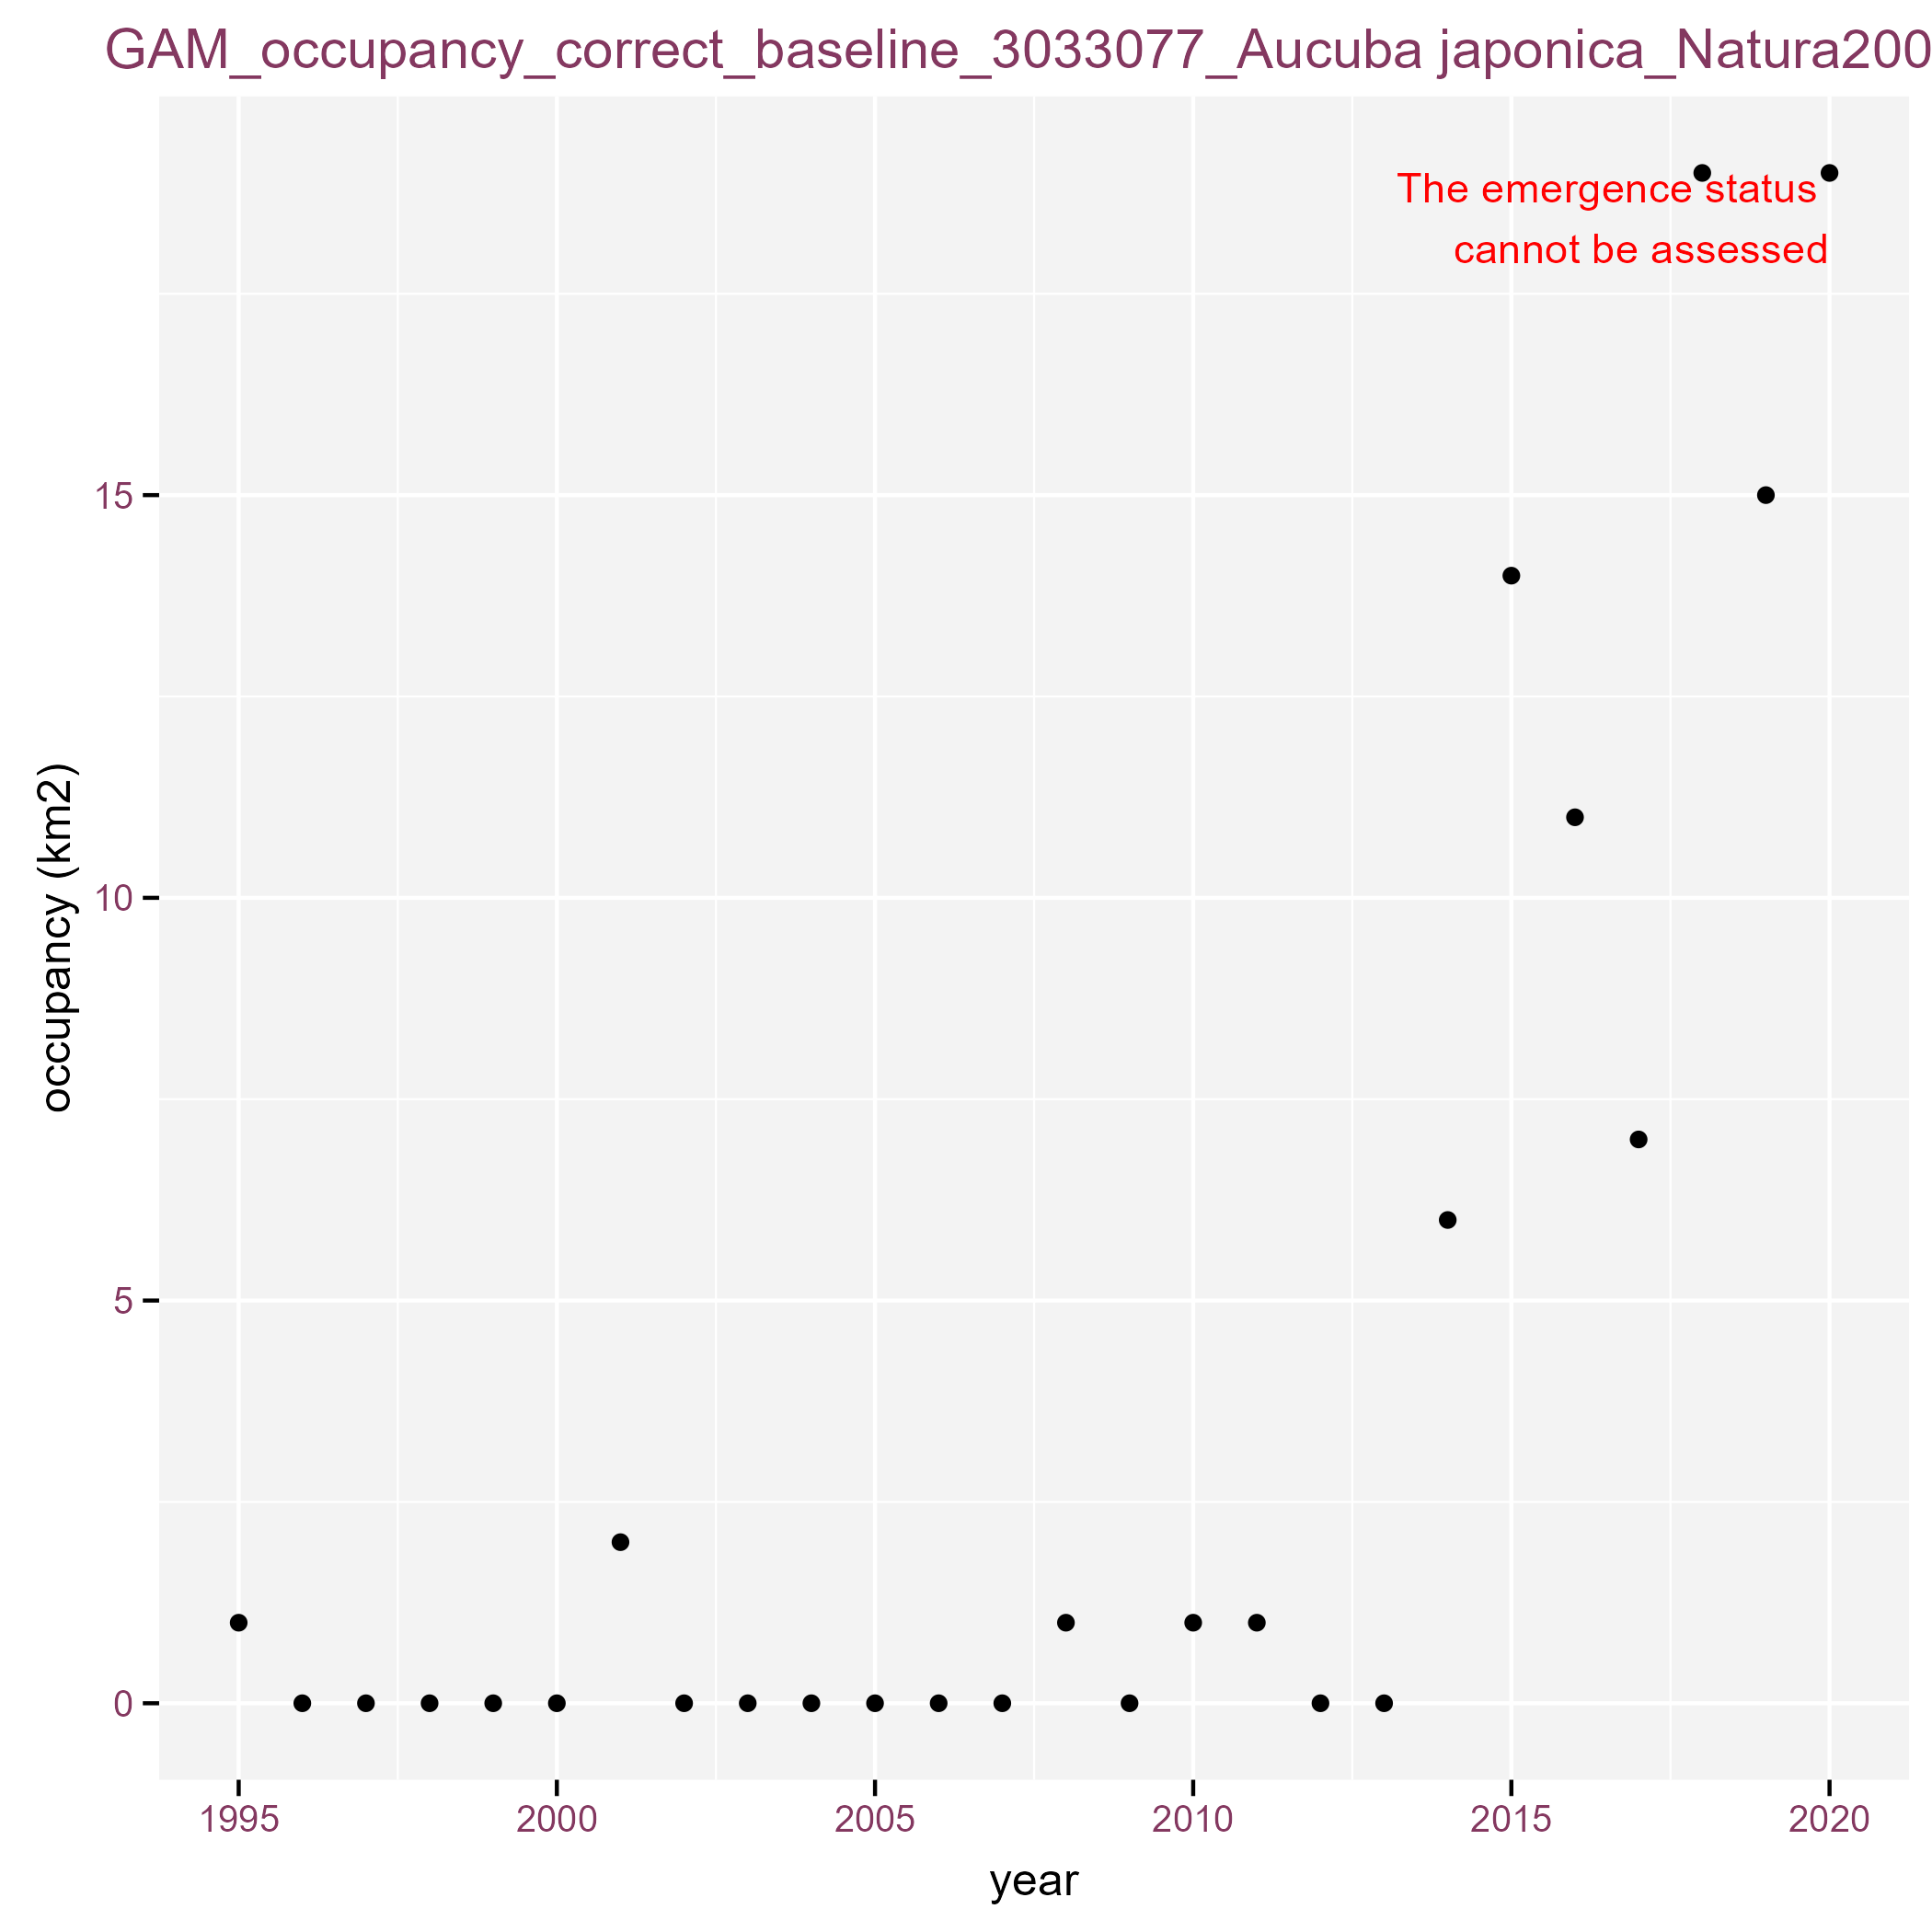 GAM_occupancy_correct_baseline_3033077_Aucuba japonica_Natura200
The emergence status
cannot be assessed
occupancy (km2)
15
10
5
0
1995 2000 2005 2010 2015 2020
year